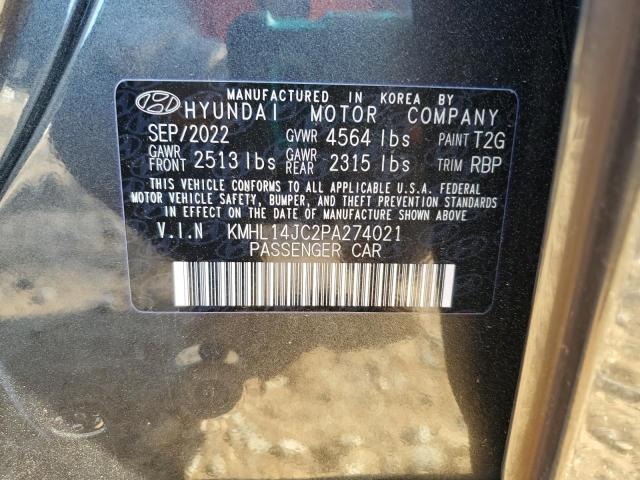 MANUFACTURED IN KOREA BY
HYUNDAI MOTOR COMPANY
SEP/2022 GVWR 4564 lbs PAINT T2G
GAWR FRONT 2513 lbs GAWR REAR 2315 lbs TRIM RBP
THIS VEHICLE CONFORMS TO ALL APPLICABLE U.S.A. FEDERAL
MOTOR VEHICLE SAFETY, BUMPER, AND THEFT PREVENTION STANDARDS
IN EFFECT ON THE DATE OF MANUFACTURE SHOWN ABOVE.
V.I.N KMHL14JC2PA274021
PASSENGER CAR